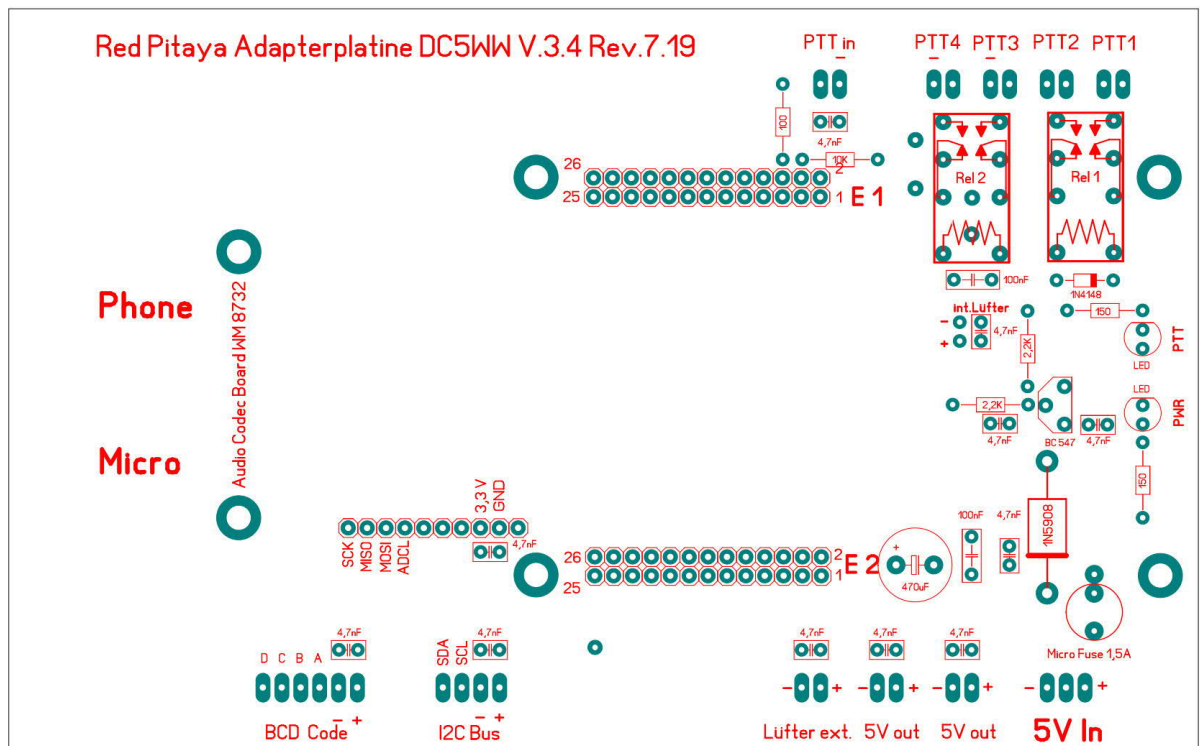 Red Pitaya Adapterplatine DC5WW V.3.4 Rev.7.19
PTT in
-
PTT4
-
PTT3
-
PTT2
PTT1
100
4,7nF
10K
26
2
25
1
E 1
Rel 2
Rel 1
100nF
1N4148
Phone
int.Lüfter
-
+
4,7nF
150
PTT
LED
2,2K
Audio Codec Board WM 8732
LED
PWR
2,2K
4,7nF
BC 547
4,7nF
Micro
150
3,3 V
GND
4,7nF
SCK
MISO
MOSI
ADCL
26
2
25
1
E 2
+
470uF
100nF
4,7nF
1N5908
Micro Fuse 1,5A
4,7nF
4,7nF
4,7nF
4,7nF
4,7nF
D
C
B
A
SDA
SCL
-
+
-
+
-
+
-
+
-
+
-
+
BCD Code
I2C Bus
Lüfter ext.
5V out
5V out
5V In